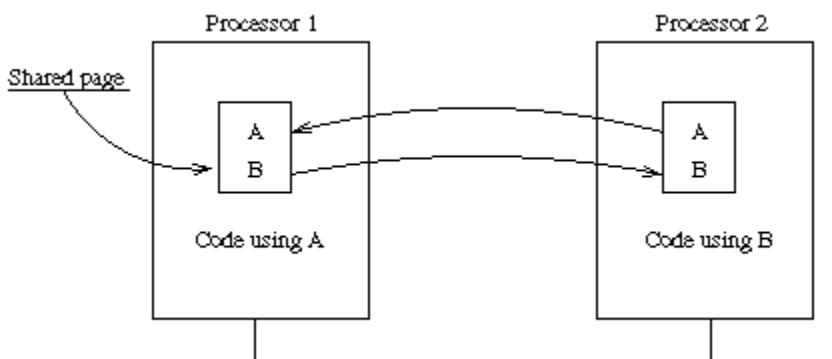 Processor 1
Processor 2
Shared page
A
B
A
B
Code using A
Code using B